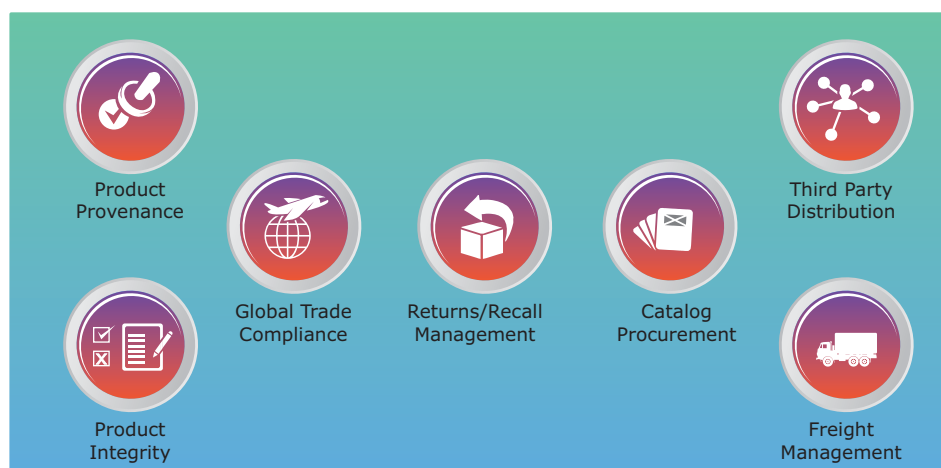 Product
Provenance
Third Party
Distribution
Global Trade
Compliance
Returns/Recall
Management
Catalog
Procurement
Product
Integrity
Freight
Management